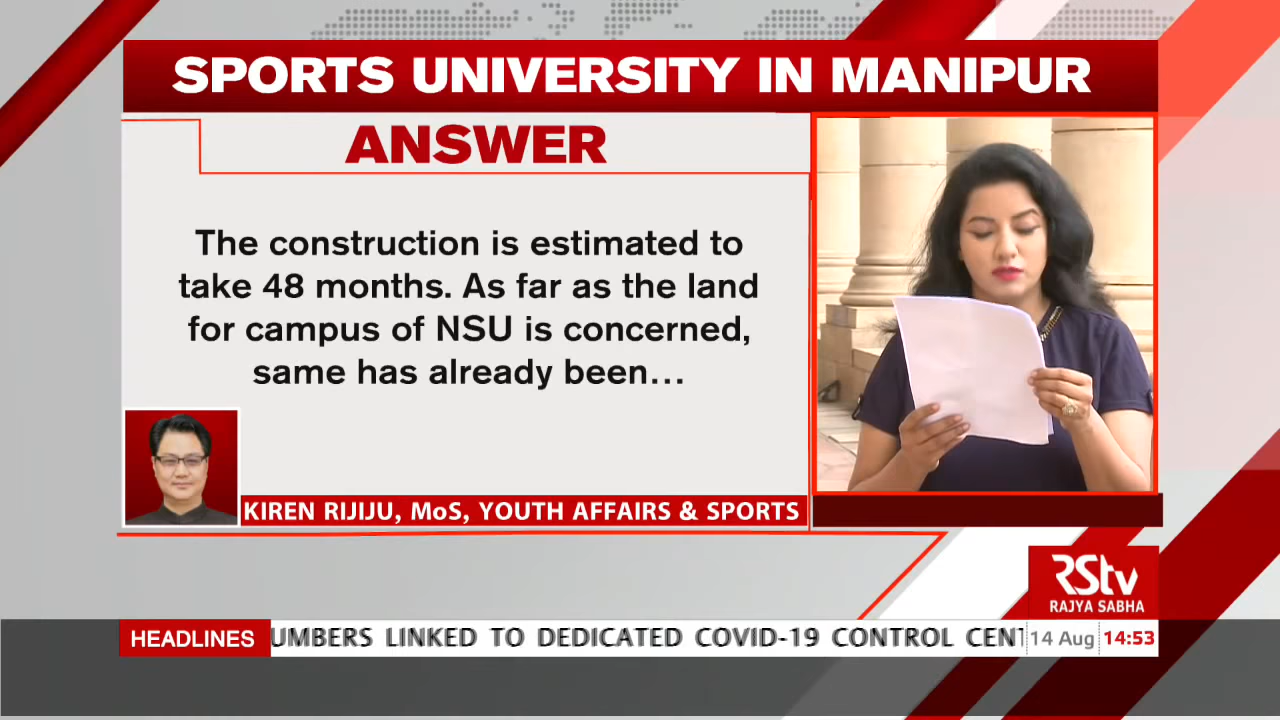 SPORTS UNIVERSITY IN MANIPUR
ANSWER
The construction is estimated to
take 48 months. As far as the land
for campus of NSU is concerned,
same has already been...
KIREN RIJIJU, MoS, YOUTH AFFAIRS & SPORTS
RStv
RAJYA SABHA
HEADLINES
UMBERS LINKED TO DEDICATED COVID-19 CONTROL CENT
14 Aug 14:53